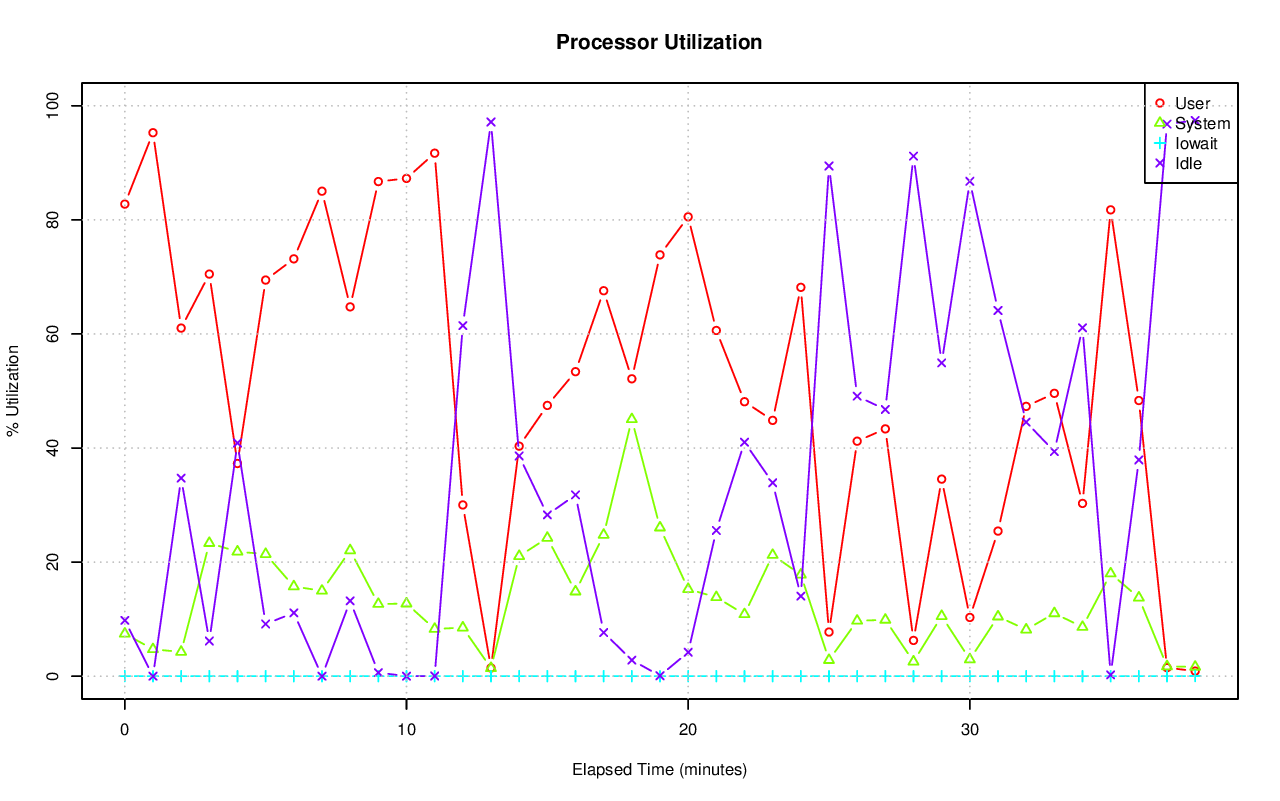 Processor Utilization
% Utilization
100
80
60
40
20
0
User
System
Iowait
Idle
0 10 20 30
Elapsed Time (minutes)